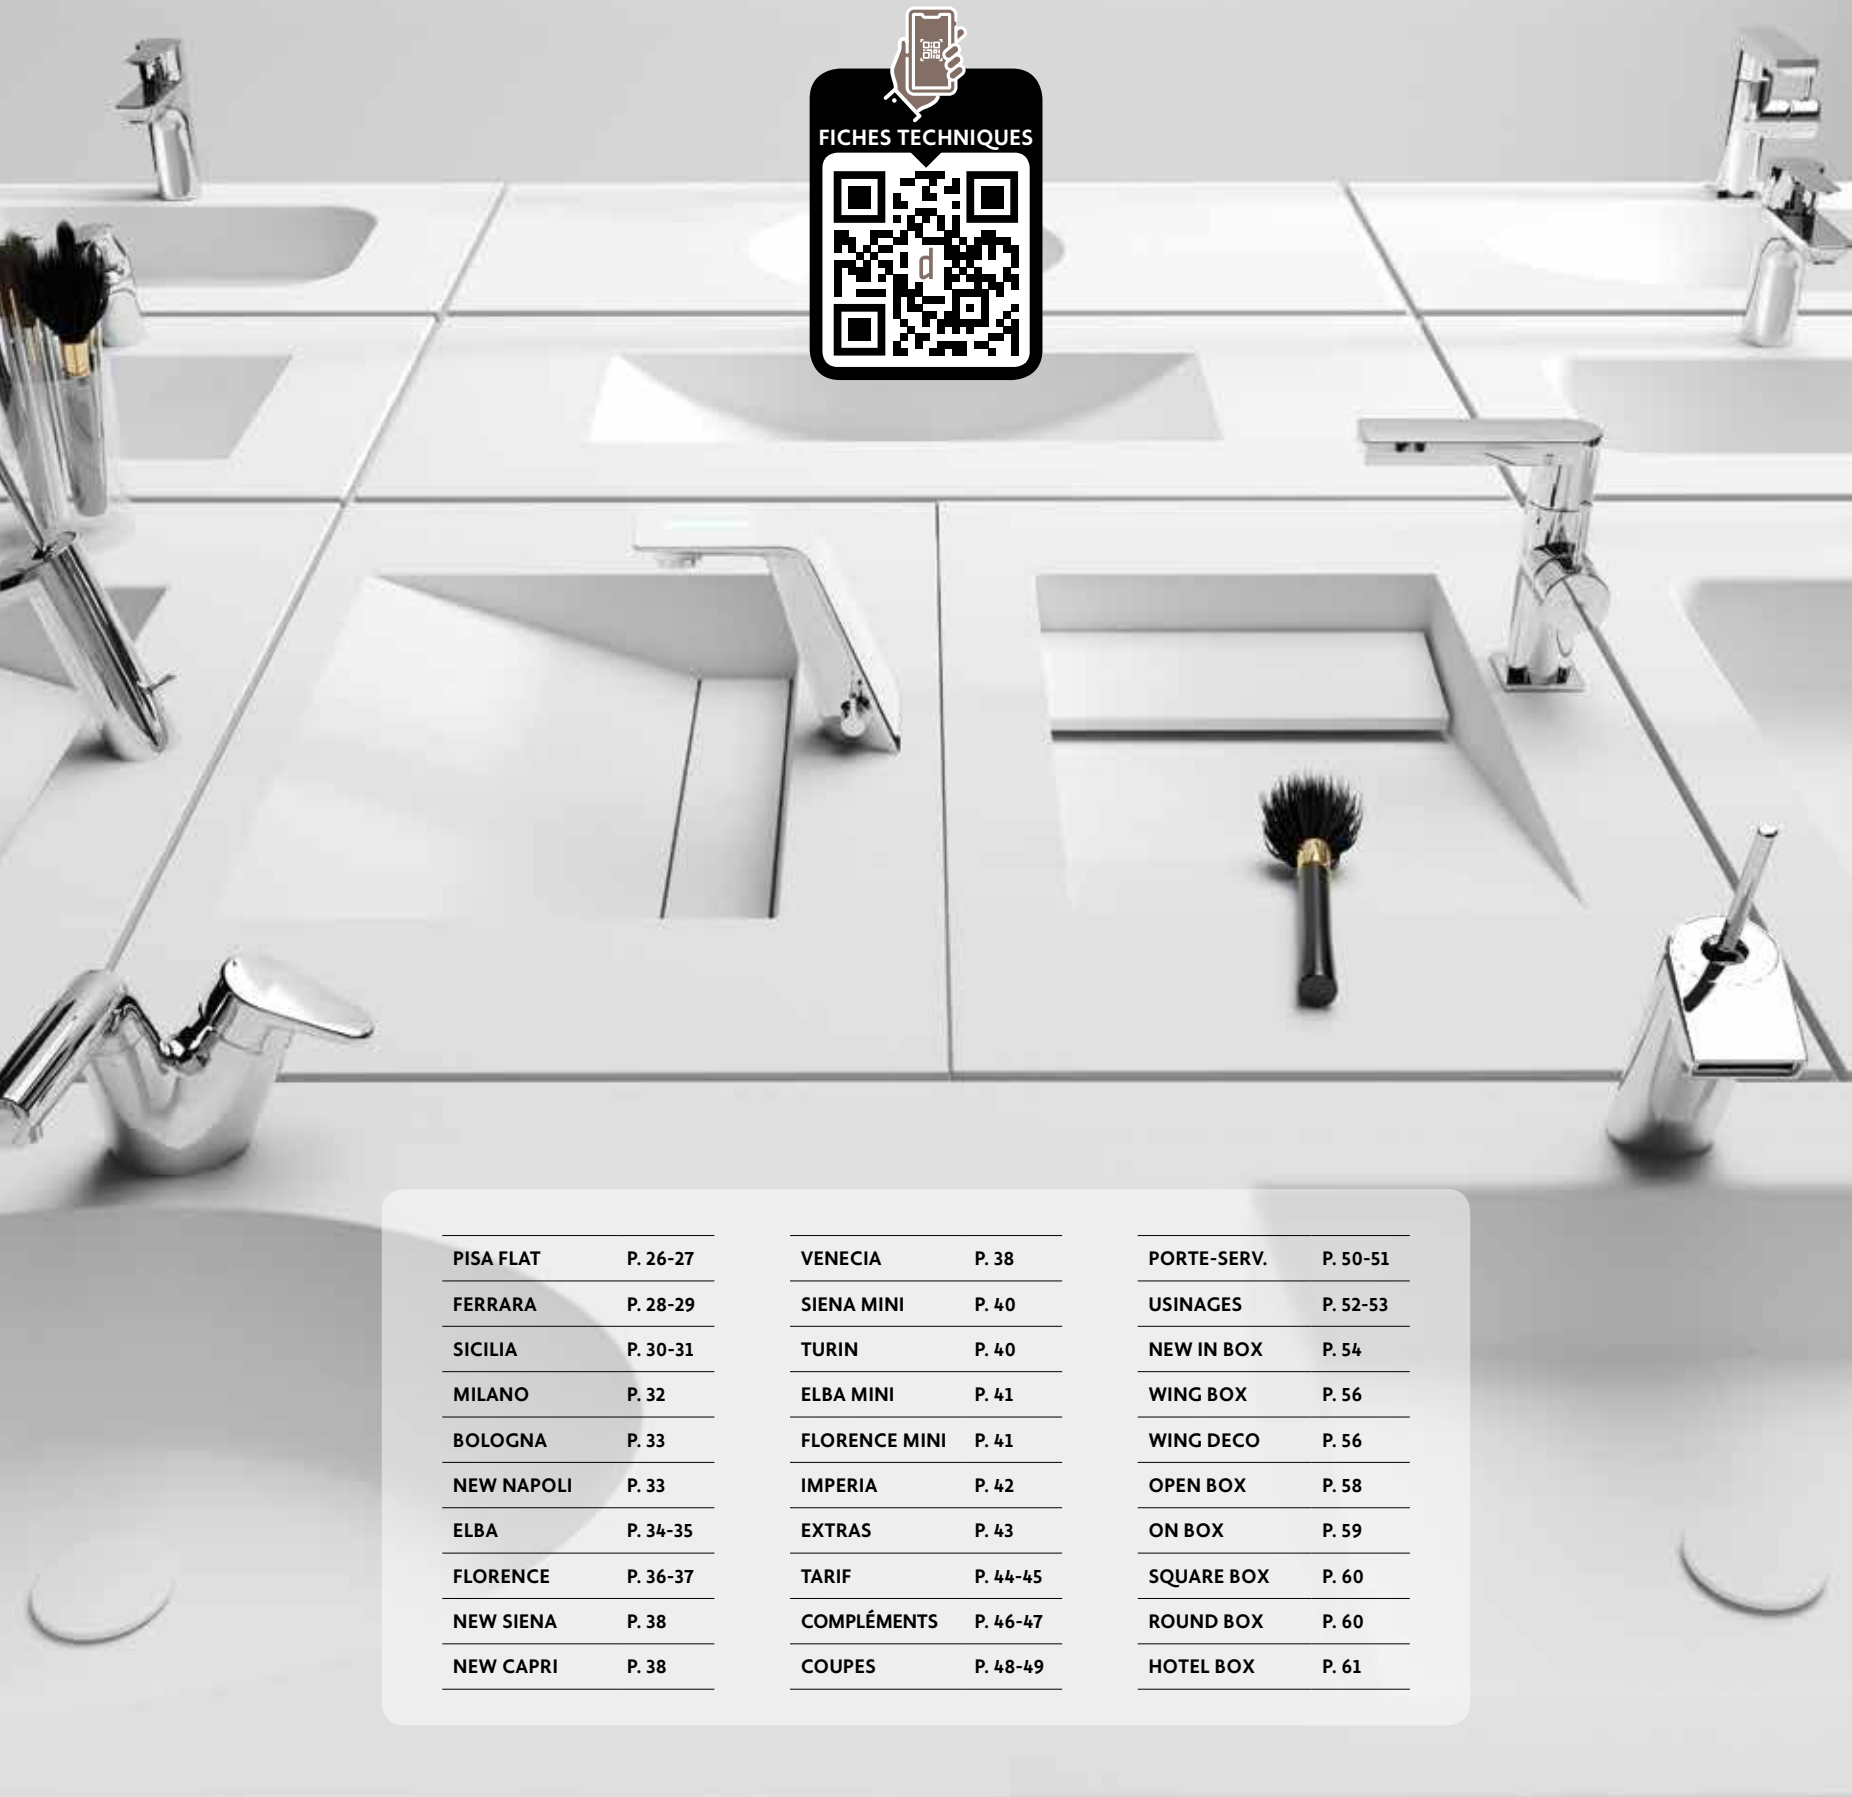 FICHES TECHNIQUES
d
PISA FLAT P. 26-27
FERRARA P. 28-29
SICILIA P. 30-31
MILANO P. 32
BOLOGNA P. 33
NEW NAPOLI P. 33
ELBA P. 34-35
FLORENCE P. 36-37
NEW SIENA P. 38
NEW CAPRI P. 38
VENECIA P. 38
SIENA MINI P. 40
TURIN P. 40
ELBA MINI P. 41
FLORENCE MINI P. 41
IMPERIA P. 42
EXTRAS P. 43
TARIF P. 44-45
COMPLÉMENTS P. 46-47
COUPES P. 48-49
PORTE-SERV. P. 50-51
USINAGES P. 52-53
NEW IN BOX P. 54
WING BOX P. 56
WING DECO P. 56
OPEN BOX P. 58
ON BOX P. 59
SQUARE BOX P. 60
ROUND BOX P. 60
HOTEL BOX P. 61